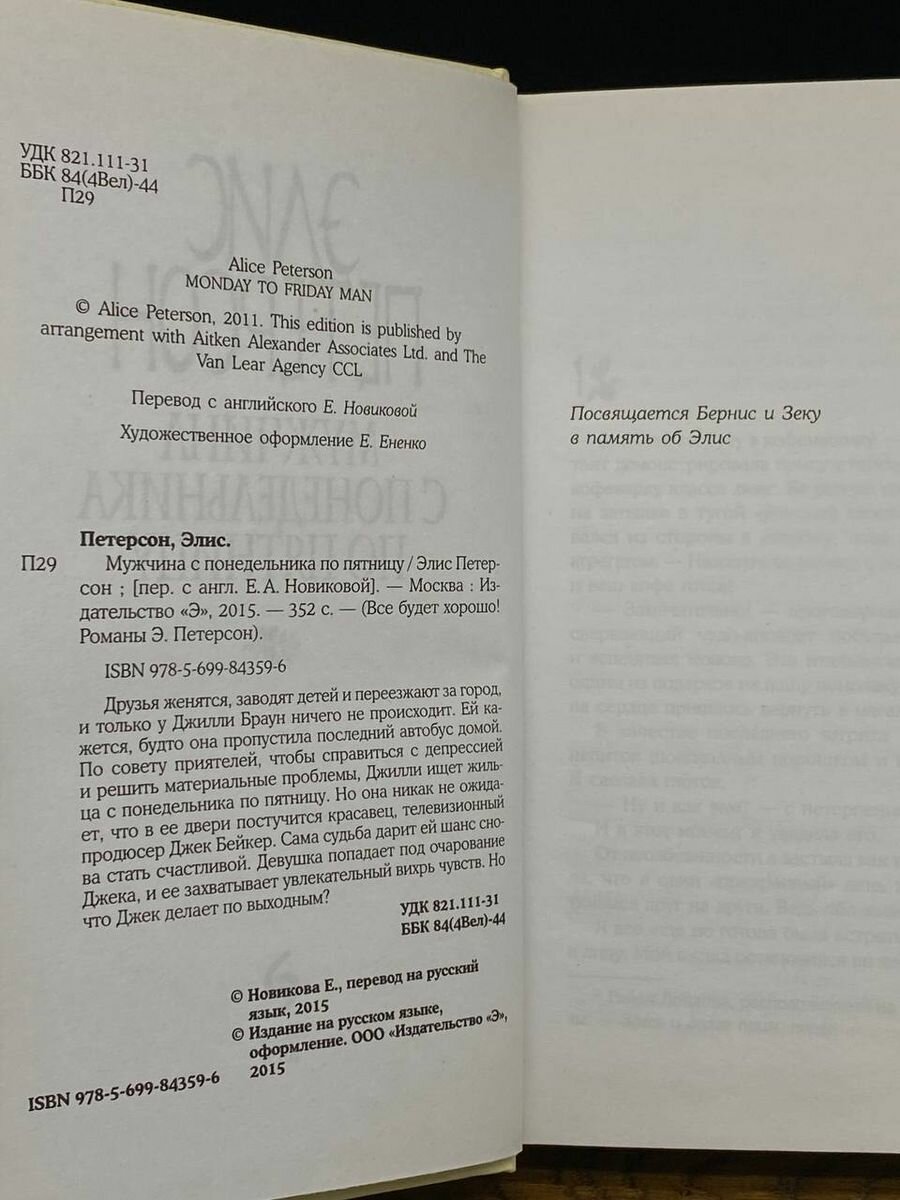 УДК 821.111-31
ББК 84(4Вел)-44
П29
Alice Peterson
MONDAY TO FRIDAY MAN
© Alice Peterson, 2011. This edition is published by
arrangement with Aitken Alexander Associates Ltd. and The
Van Lear Agency CCL
Перевод с английского Е. Новиковой
Художественное оформление Е. Ененко
Петерсон, Элис.
П29 Мужчина с понедельника по пятницу / Элис Петер-
сон ; [пер. с англ. Е. А. Новиковой]. — Москва : Из-
дательство «Э», 2015. — 352 с. — (Все будет хорошо!
Романы Э. Петерсон).
ISBN 978-5-699-84359-6
Друзья женятся, заводят детей и переезжают за город,
и только у Джилли Браун ничего не происходит. Ей ка-
жется, будто она пропустила последний автобус домой.
По совету приятелей, чтобы справиться с депрессией
и решить материальные проблемы, Джилли ищет жиль-
ца с понедельника по пятницу. Но она никак не ожида-
ет, что в ее двери постучится красавец, телевизионный
продюсер Джек Бейкер. Сама судьба дарит ей шанс сно-
ва стать счастливой. Девушка попадает под очарование
Джека, и ее захватывает увлекательный вихрь чувств. Но
что Джек делает по выходным?
УДК 821.111-31
ББК 84(4Вел)-44
© Новикова Е., перевод на русский
язык, 2015
© Издание на русском языке,
оформление. ООО «Издательство «Э»,
2015
ISBN 978-5-699-84359-6
Посвящается Бернис и Зеку
в память об Элис